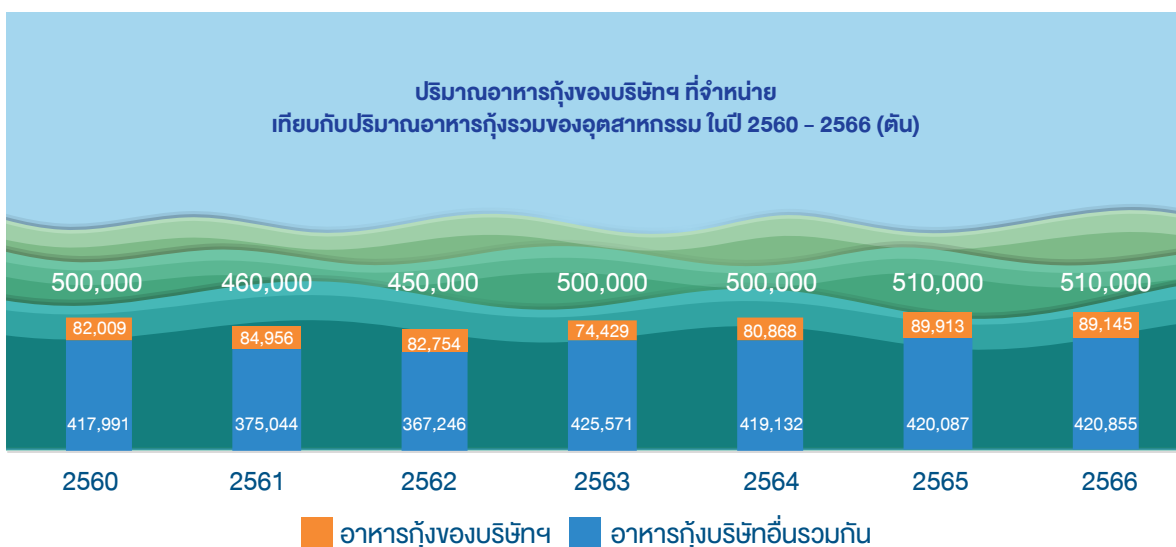 ปริมาณอาหารกุ้งของบริษัทฯ ที่จำหน่าย
เทียบกับปริมาณอาหารกุ้งรวมของอุตสาหกรรม ในปี 2560 - 2566 (ตัน)
500,000 460,000 450,000 500,000 500,000 510,000 510,000
82,009 84,956 82,754 74,429 80,868 89,913 89,145
417,991 375,044 367,246 425,571 419,132 420,087 420,855
2560 2561 2562 2563 2564 2565 2566
อาหารกุ้งของบริษัทฯ อาหารกุ้งบริษัทอื่นรวมกัน